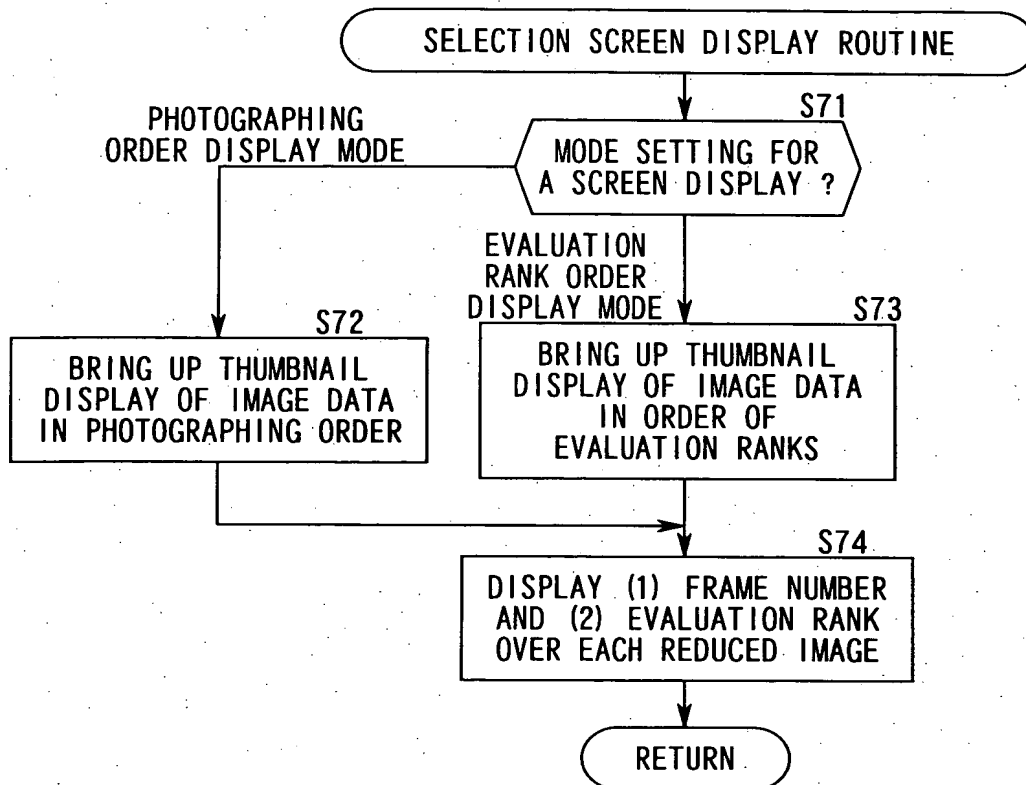 SELECTION SCREEN DISPLAY ROUTINE
S71
PHOTOGRAPHING
ORDER DISPLAY MODE
MODE SETTING FOR
A SCREEN DISPLAY ?
EVALUATION
RANK ORDER
DISPLAY MODE
S72
BRING UP THUMBNAIL
DISPLAY OF IMAGE DATA
IN PHOTOGRAPHING ORDER
S73
BRING UP THUMBNAIL
DISPLAY OF IMAGE DATA
IN ORDER OF
EVALUATION RANKS
S74
DISPLAY (1) FRAME NUMBER
AND (2) EVALUATION RANK
OVER EACH REDUCED IMAGE
RETURN